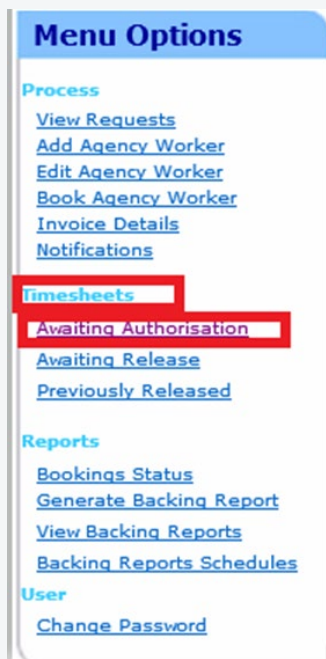 Menu Options
Process
View Requests
Add Agency Worker
Edit Agency Worker
Book Agency Worker
Invoice Details
Notifications
Timesheets
Awaiting Authorisation
Awaiting Release
Previously Released
Reports
Bookings Status
Generate Backing Report
View Backing Reports
Backing Reports Schedules
User
Change Password